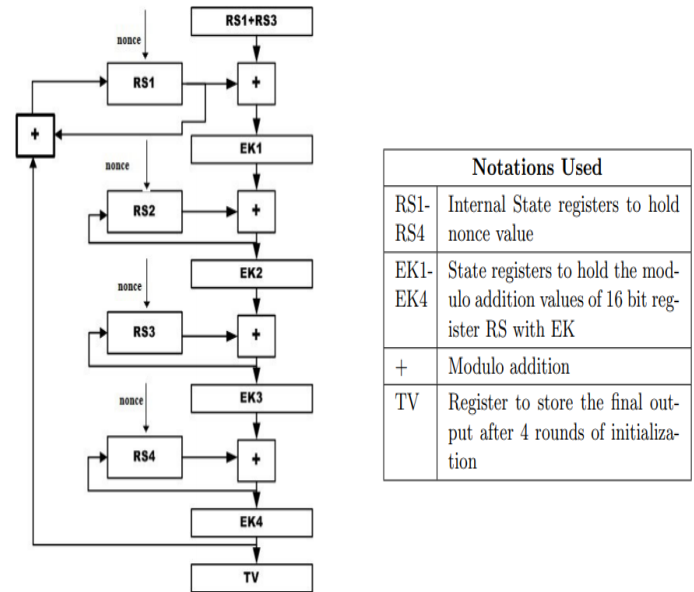 RS1+RS3
nonce
RS1
+
+
EK1
nonce
RS2
+
EK2
nonce
RS3
+
EK3
nonce
RS4
+
EK4
TV
Notations Used
RS1- Internal State registers to hold
RS4 nonce value
EK1- State registers to hold the mod-
EK4 ulo addition values of 16 bit reg-
ister RS with EK
+ Modulo addition
TV Register to store the final out-
put after 4 rounds of initializa-
tion